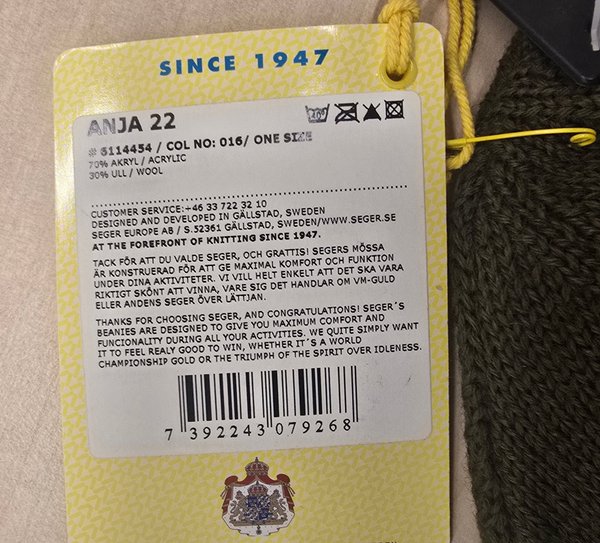 SINCE 1947
ANJA 22
# 6114454 / COL NO: 016/ ONE SIZE
70% AKRYL / ACRYLIC
30% ULL / WOOL
CUSTOMER SERVICE:+46 33 722 32 10
DESIGNED AND DEVELOPED IN GÄLLSTAD, SWEDEN
SEGER EUROPE AB / S.52361 GÄLLSTAD, SWEDEN/WWW.SEGER.SE
AT THE FOREFRONT OF KNITTING SINCE 1947.
TACK FÖR ATT DU VALDE SEGER, OCH GRATTIS! SEGERS MÖSSA
ÄR KONSTRUERAD FÖR ATT GE MAXIMAL KOMFORT OCH FUNKTION
UNDER DINA AKTIVITETER. VI VILL HELT ENKELT ATT DET SKA VARA
RIKTIGT SKÖNT ATT VINNA, VARE SIG DET HANDLAR OM VM-GULD
ELLER ANDENS SEGER ÖVER LÄTTJAN.
THANKS FOR CHOOSING SEGER, AND CONGRATULATIONS! SEGER´S
BEANIES ARE DESIGNED TO GIVE YOU MAXIMUM COMFORT AND
FUNCIONALITY DURING ALL YOUR ACTIVITIES. WE QUITE SIMPLY WANT
IT TO FEEL REALY GOOD TO WIN, WHETHER IT´S A WORLD
CHAMPIONSHIP GOLD OR THE TRIUMPH OF THE SPIRIT OVER IDLENESS.
7 392243 079268